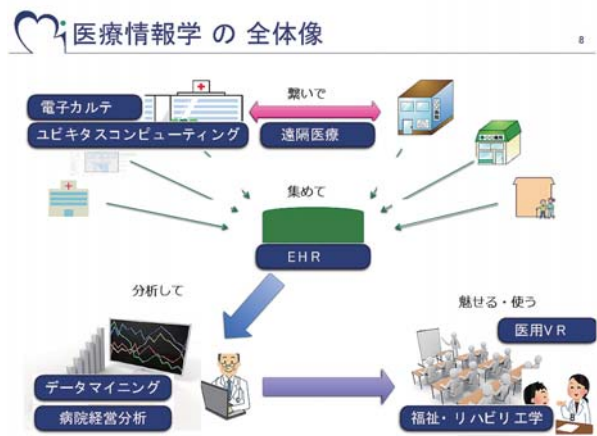 医療情報学 の 全体像
8
電子カルテ
繋いで
ユビキタスコンピューティング
遠隔医療
集めて
EHR
分析して
魅せる・使う
医用VR
データマイニング
病院経営分析
福祉・リハビリ工学
8